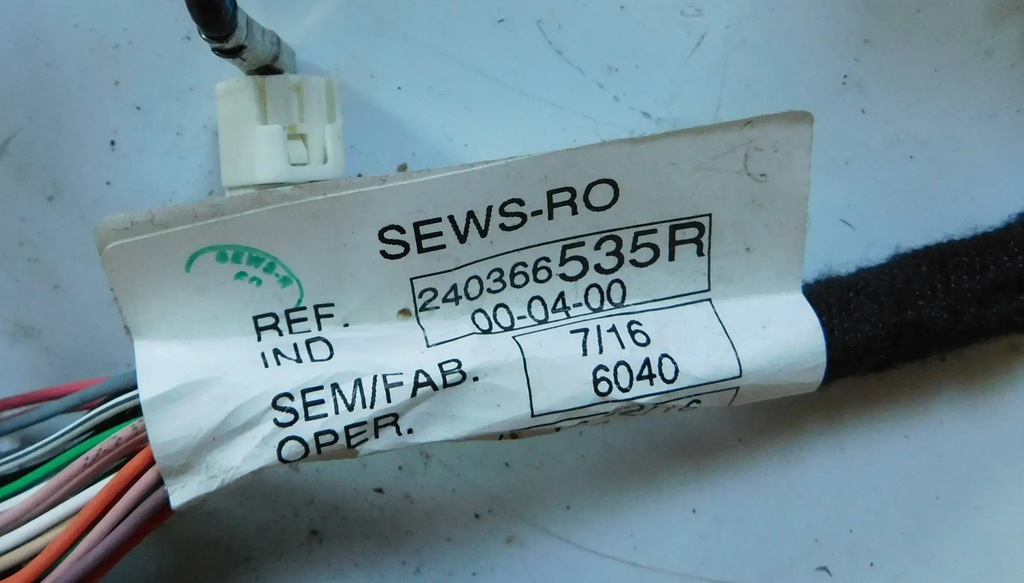 SEWS-RO
REF. 240366535R
IND 00-04-00
SEM/FAB. 7/16
OPER. 6040